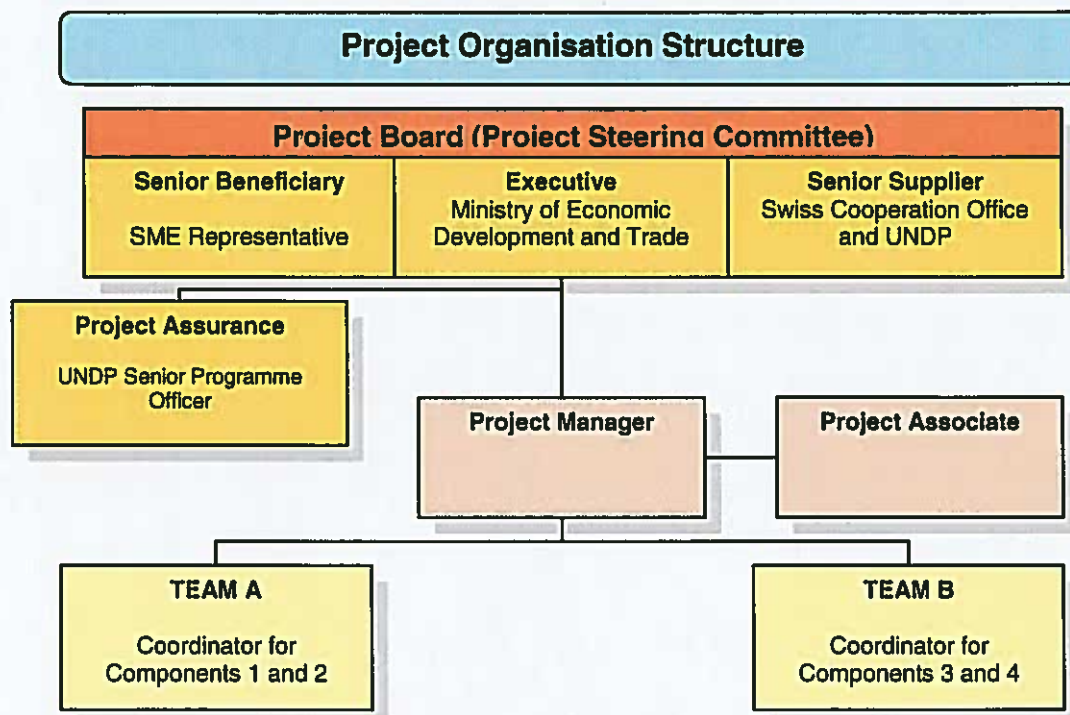 Project Organisation Structure
Project Board (Project Steering Committee)
Senior Beneficiary
SME Representative
Executive
Ministry of Economic
Development and Trade
Senior Supplier
Swiss Cooperation Office
and UNDP
Project Assurance
UNDP Senior Programme
Officer
Project Manager
Project Associate
TEAM A
Coordinator for
Components 1 and 2
TEAM B
Coordinator for
Components 3 and 4